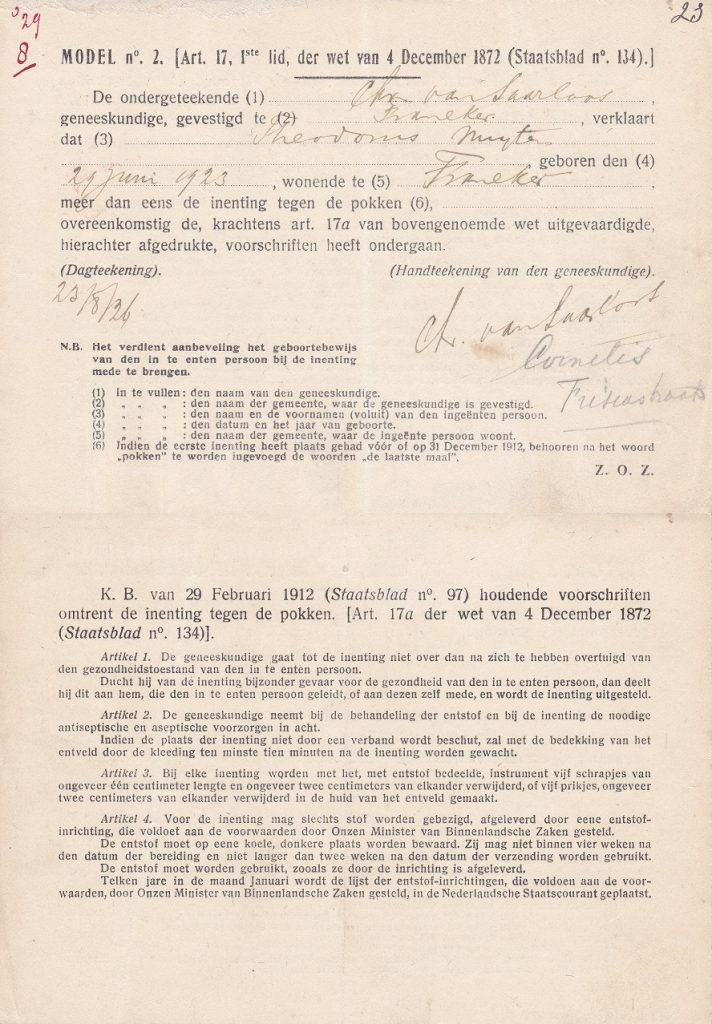 29
8
23
MODEL nº. 2. [Art. 17, 1ste lid, der wet van 4 December 1872 (Staatsblad nº. 134).]
De ondergeteekende (1) Chr. van Saarloos,
geneeskundige, gevestigd te (2) Franeker, verklaart
dat (3) Theodorus
geboren den (4)
29 Juni 1923, wonende te (5) Franeker,
meer dan eens de inenting tegen de pokken (6),
overeenkomstig de, krachtens art. 17a van bovengenoemde wet uitgevaardigde,
hierachter afgedrukte, voorschriften heeft ondergaan.
(Dagteekening). (Handteekening van den geneeskundige).
23/8/26
Chr. van Saarloos
Cornelis
N.B. Het verdient aanbeveling het geboortebewijs
van den in te enten persoon bij de inenting
mede te brengen.
(1) In te vullen: den naam van den geneeskundige.
(2) „ „ „ : den naam der gemeente, waar de geneeskundige is gevestigd.
(3) „ „ „ : den naam en de voornamen (voluit) van den ingeënten persoon.
(4) „ „ „ : den datum en het jaar van geboorte.
(5) „ „ „ : den naam der gemeente, waar de ingeënte persoon woont.
(6) Indien de eerste inenting heeft plaats gehad vóór of op 31 December 1912, behooren na het woord
„pokken" te worden ingevoegd de woorden „de laatste maal".
Z. O. Z.
K. B. van 29 Februari 1912 (Staatsblad nº. 97) houdende voorschriften
omtrent de inenting tegen de pokken. [Art. 17a der wet van 4 December 1872
(Staatsblad nº. 134)].
Artikel 1. De geneeskundige gaat tot de inenting niet over dan na zich te hebben overtuigd van
den gezondheidstoestand van den in te enten persoon.
Ducht hij van de inenting bijzonder gevaar voor de gezondheid van den in te enten persoon, dan deelt
hij dit aan hem, die den in te enten persoon geleidt, of aan dezen zelf mede, en wordt de inenting uitgesteld.
Artikel 2. De geneeskundige neemt bij de behandeling der entstof en bij de inenting de noodige
antiseptische en aseptische voorzorgen in acht.
Indien de plaats der inenting niet door een verband wordt beschut, zal met de bedekking van het
entveld door de kleeding ten minste tien minuten na de inenting worden gewacht.
Artikel 3. Bij elke inenting worden met het, met entstof bedeelde, instrument vijf schrapjes van
ongeveer één centimeter lengte en ongeveer twee centimeters van elkander verwijderd, of vijf prikjes, ongeveer
twee centimeters van elkander verwijderd in de huid van het entveld gemaakt.
Artikel 4. Voor de inenting mag slechts stof worden gebezigd, afgeleverd door eene entstof-
inrichting, die voldoet aan de voorwaarden door Onzen Minister van Binnenlandsche Zaken gesteld.
De entstof moet op eene koele, donkere plaats worden bewaard. Zij mag niet binnen vier weken na
den datum der bereiding en niet langer dan twee weken na den datum der verzending worden gebruikt.
De entstof moet worden gebruikt, zooals ze door de inrichting is afgeleverd.
Telken jare in de maand Januari wordt de lijst der entstof-inrichtingen, die voldoen aan de voor-
waarden, door Onzen Minister van Binnenlandsche Zaken gesteld, in de Nederlandsche Staatscourant geplaatst.